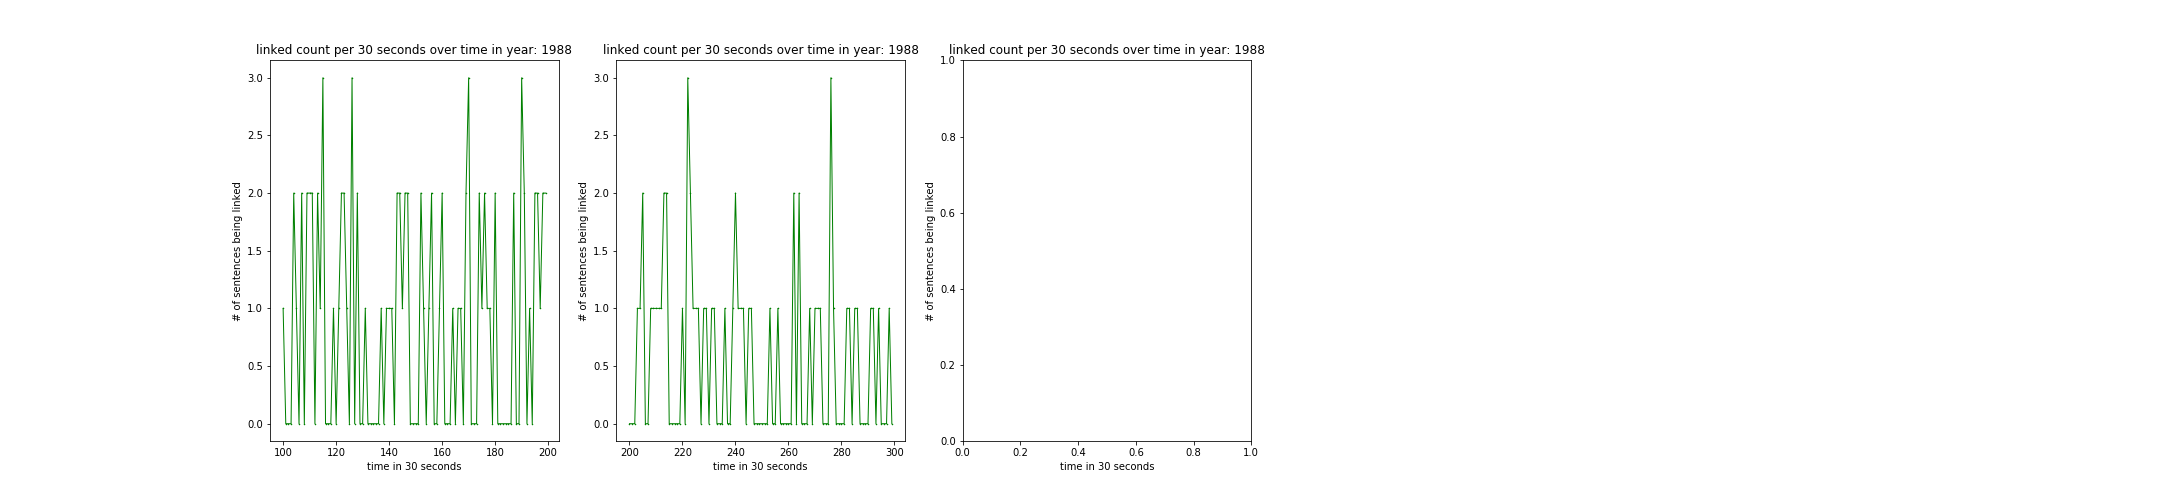 linked count per 30 seconds over time in year: 1988
3.0
2.5
2.0
1.5
1.0
0.5
0.0
# of sentences being linked
100 120 140 160 180 200
time in 30 seconds
linked count per 30 seconds over time in year: 1988
3.0
2.5
2.0
1.5
1.0
0.5
0.0
# of sentences being linked
200 220 240 260 280 300
time in 30 seconds
linked count per 30 seconds over time in year: 1988
1.0
0.8
0.6
0.4
0.2
0.0
# of sentences being linked
0.0 0.2 0.4 0.6 0.8 1.0
time in 30 seconds